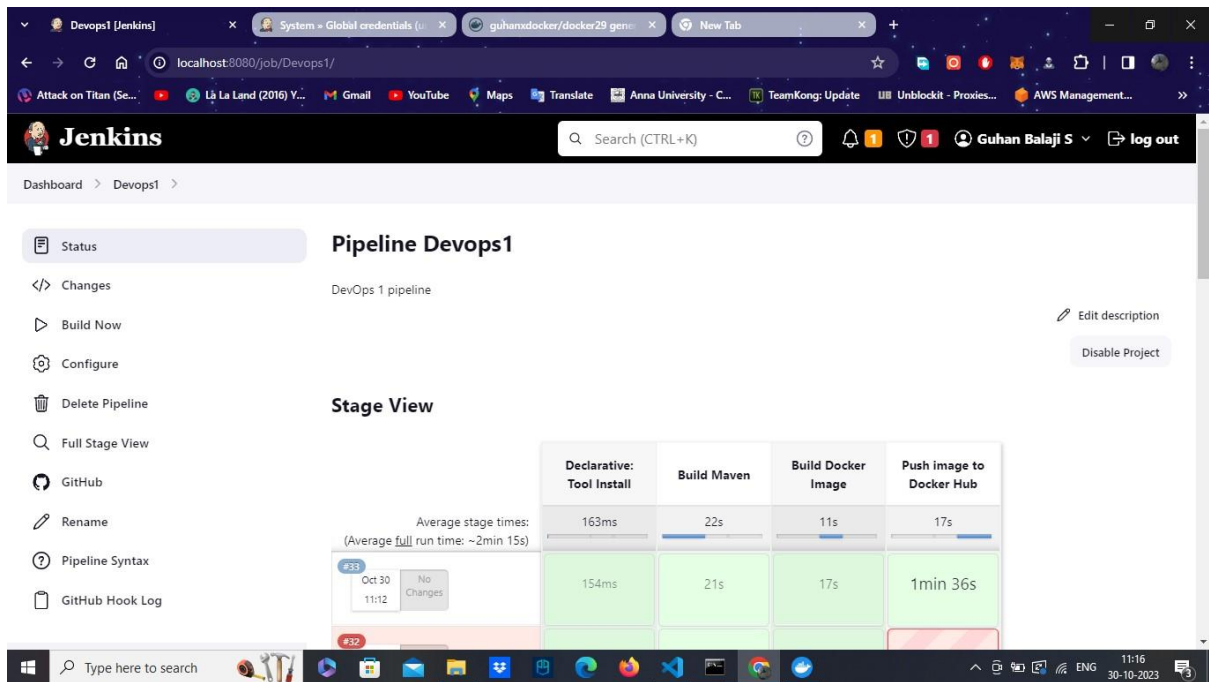 Devops1 [Jenkins]
System » Global credentials (u
guhanxdocker/docker29 gene
New Tab
localhost:8080/job/Devops1/
Attack on Titan (Se...
La La Land (2016) Y...
Gmail
YouTube
Maps
Translate
Anna University - C...
TeamKong: Update
Unblockit - Proxies...
AWS Management...
»
Jenkins
Search (CTRL+K)
1
1
Guhan Balaji S
log out
Dashboard > Devops1 >
Status
Changes
Build Now
Configure
Delete Pipeline
Full Stage View
GitHub
Rename
Pipeline Syntax
GitHub Hook Log
Pipeline Devops1
DevOps 1 pipeline
Edit description
Disable Project
Stage View
Declarative:
Tool Install
Build Maven
Build Docker
Image
Push image to
Docker Hub
Average stage times:
(Average full run time: ~2min 15s)
163ms
22s
11s
17s
#33
Oct 30
11:12
No
Changes
154ms
21s
17s
1min 36s
#32
Type here to search
ENG
11:16
30-10-2023
3